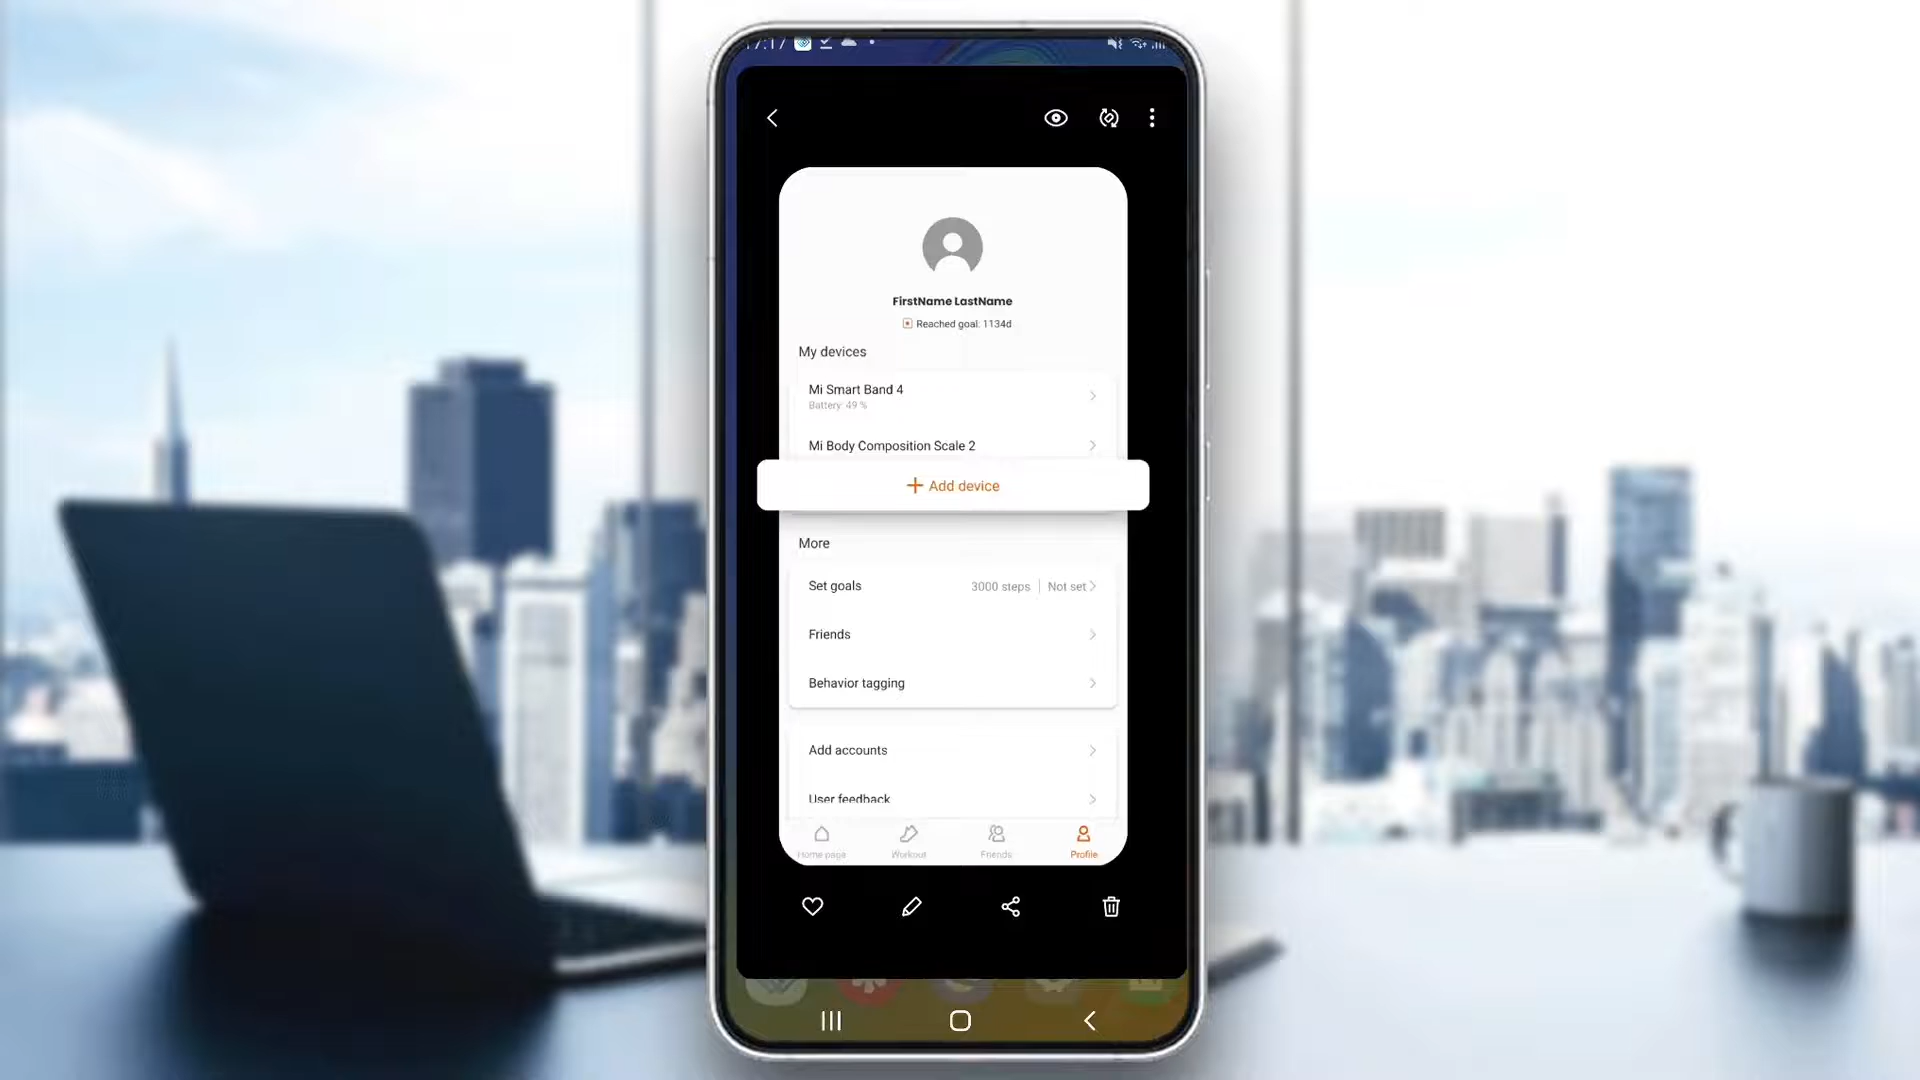 17:17
FirstName LastName
Reached goal: 1134d
My devices
Mi Smart Band 4
Battery: 49 %
Mi Body Composition Scale 2
Add device
More
Set goals 3000 steps | Not set
Friends
Behavior tagging
Add accounts
User feedback
Home page Workout Friends Profile